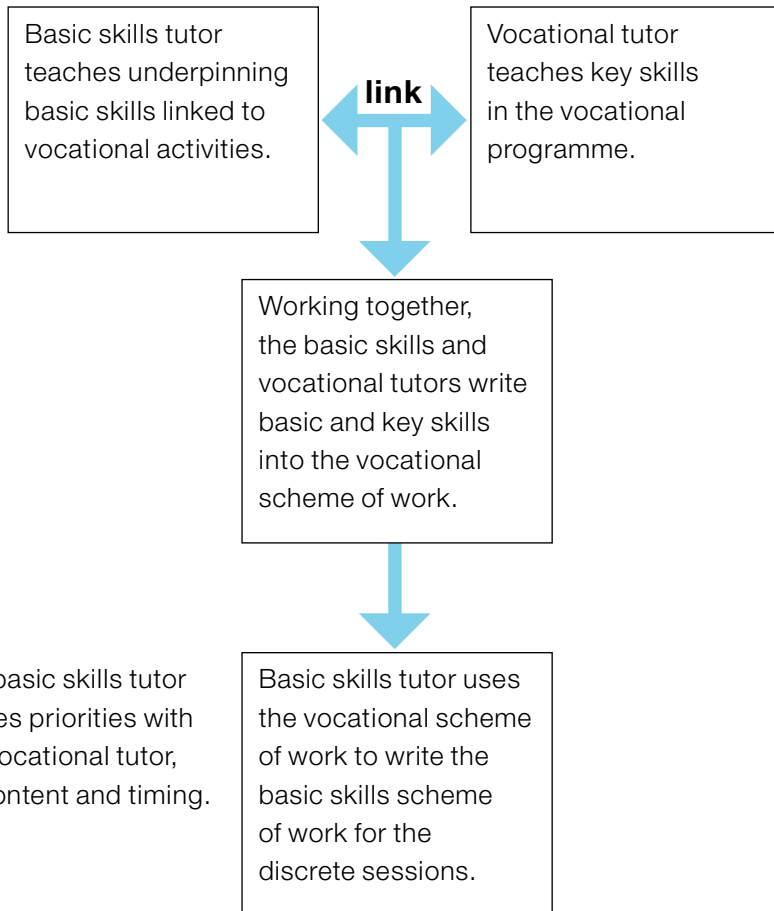 Basic skills tutor
teaches underpinning
basic skills linked to
vocational activities.
link
Vocational tutor
teaches key skills
in the vocational
programme.
Working together,
the basic skills and
vocational tutors write
basic and key skills
into the vocational
scheme of work.
basic skills tutor
priorities with
tutor,
and timing.
Basic skills tutor uses
the vocational scheme
of work to write the
basic skills scheme
of work for the
discrete sessions.